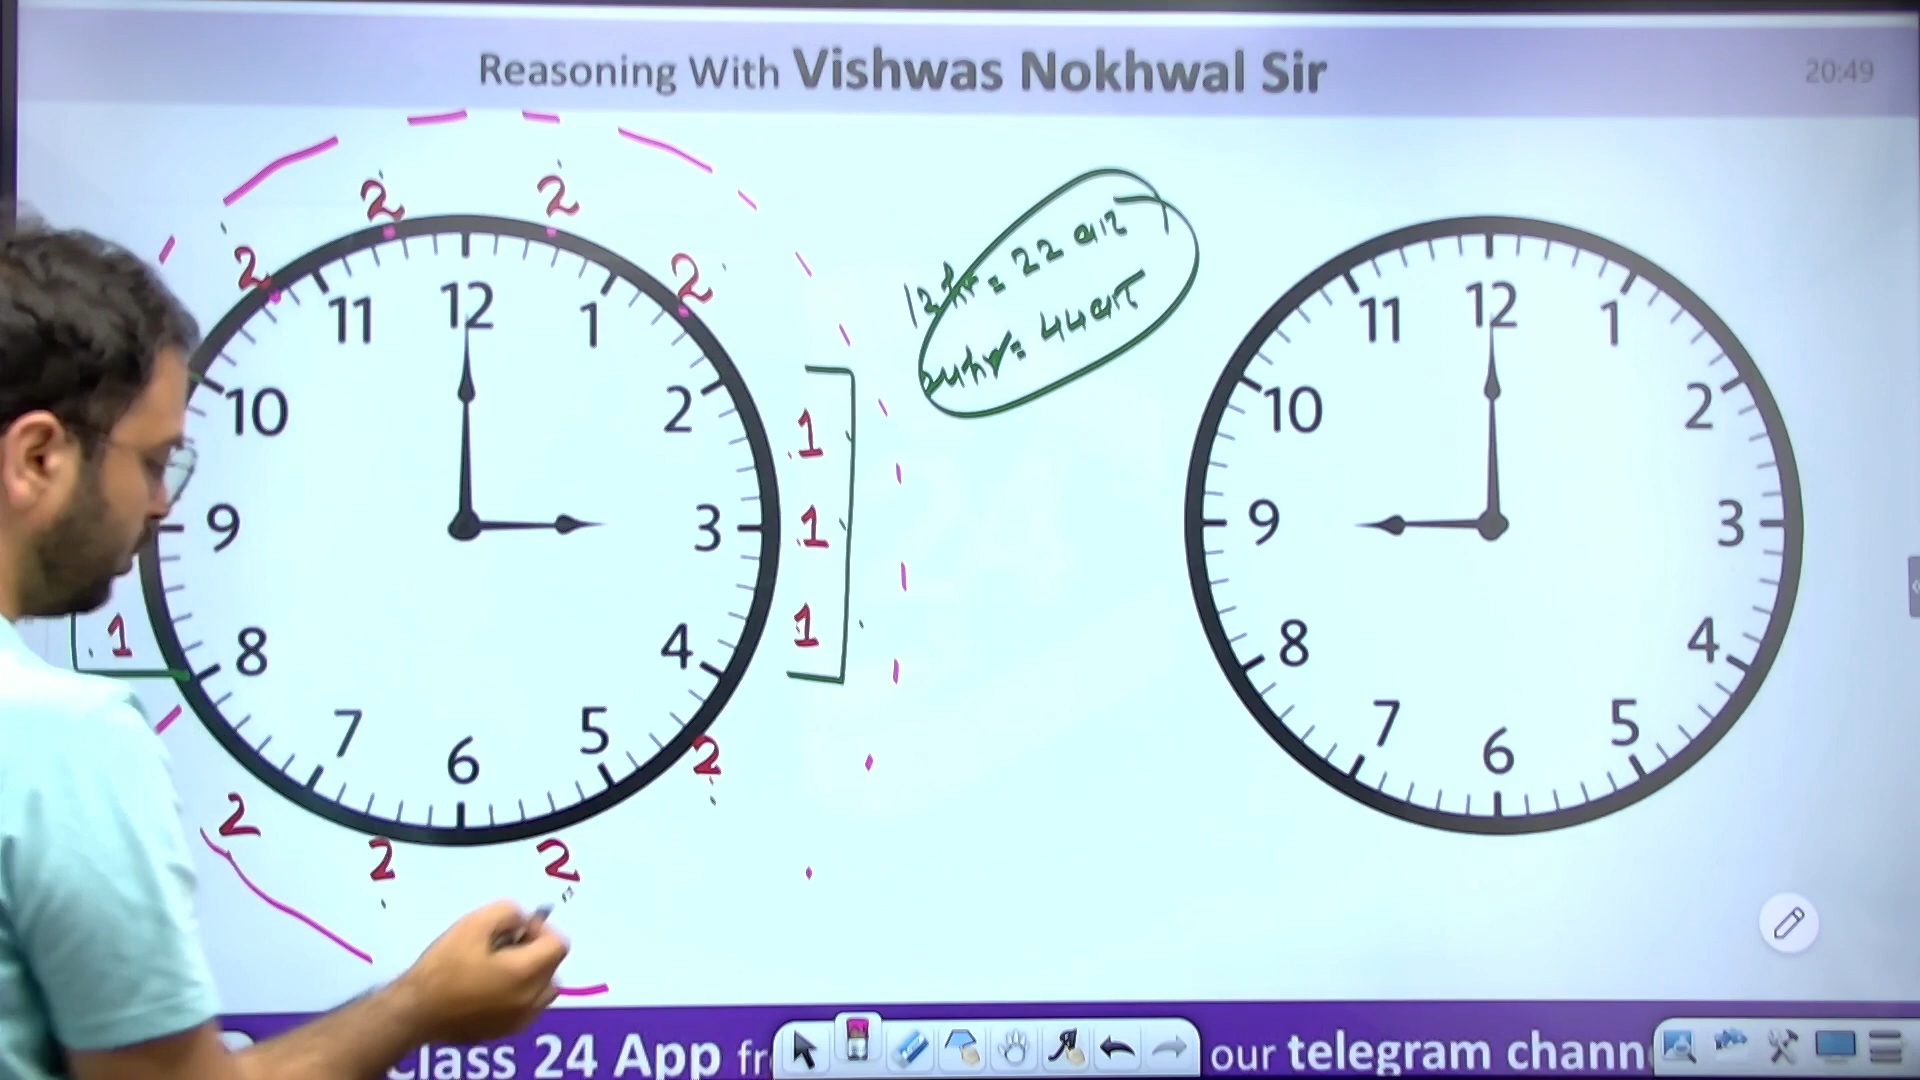 Reasoning With Vishwas Nokhwal Sir
20:49
2 2
2 2
12hr = 22 बार
24hr = 44 बार
11 12 1
10 2
9 3
8 4
7 6 5
1
1
1
1
2 2
2 2
11 12 1
10 2
9 3
8 4
7 6 5
Class 24 App
our telegram chann